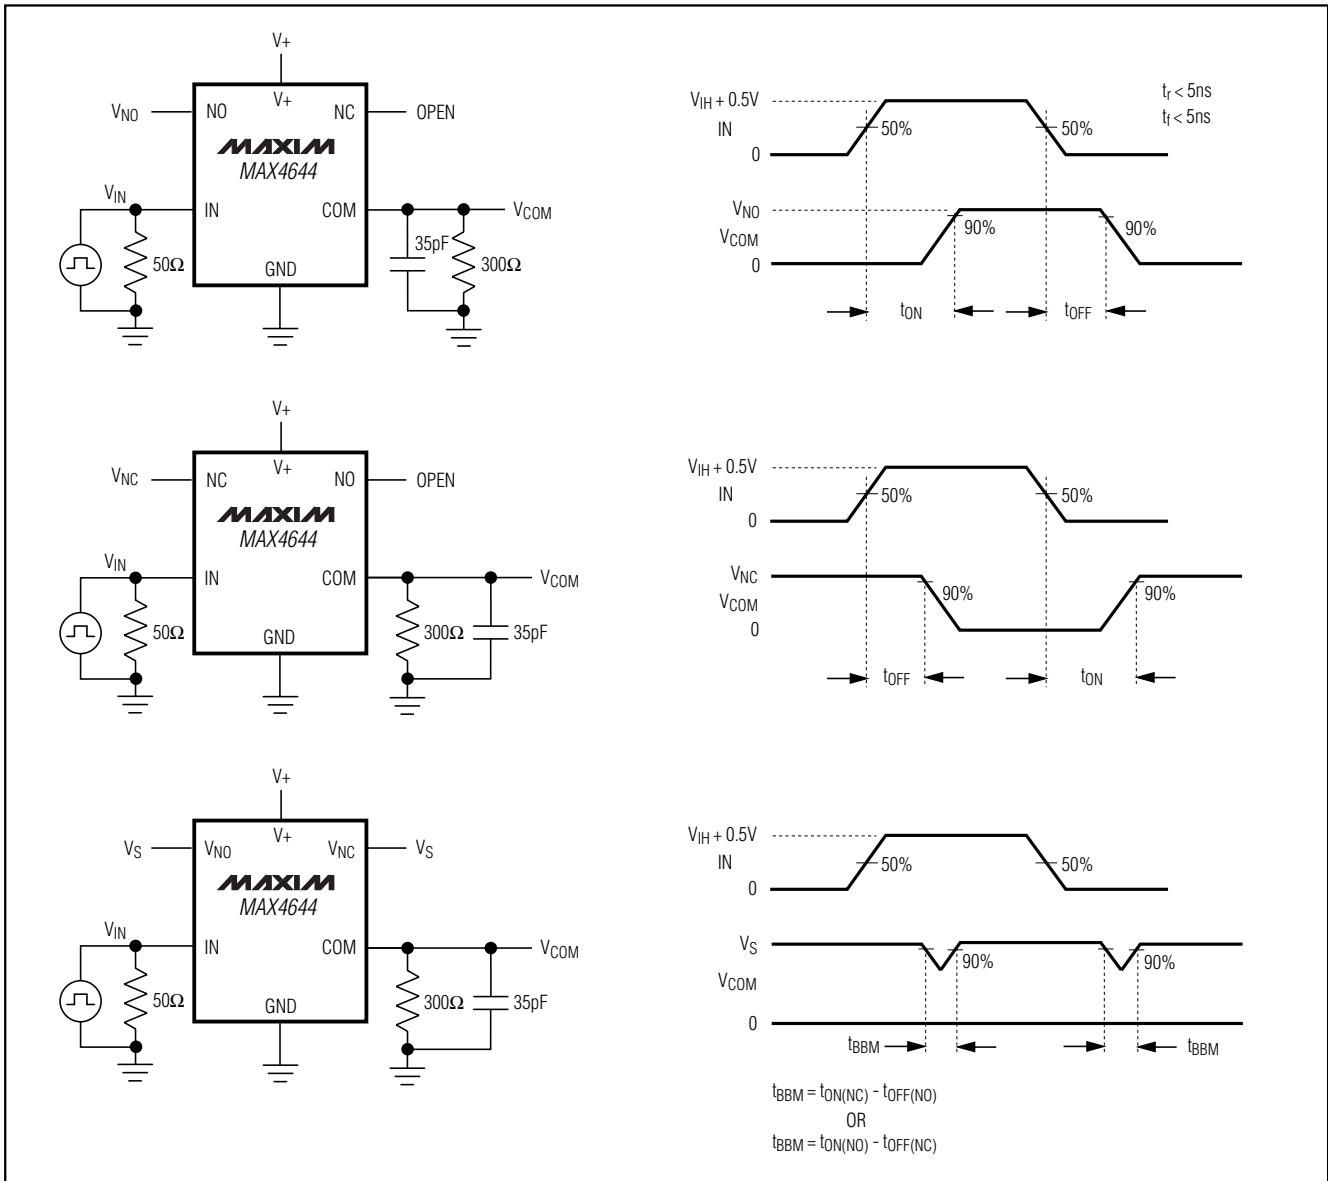 V+
V+
VNO NO NC OPEN
MAXIM
MAX4644
VIN
IN COM VCOM
50Ω
GND
35pF
300Ω
VIH + 0.5V
IN
0
50% 50%
tr < 5ns
tf < 5ns
VNO
VCOM
0
90% 90%
tON tOFF
V+
V+
VNC NC NO OPEN
MAXIM
MAX4644
VIN
IN COM VCOM
50Ω
GND
300Ω 35pF
VIH + 0.5V
IN
0
50% 50%
VNC
VCOM
0
90% 90%
tOFF tON
V+
V+
VS VNO VNC VS
MAXIM
MAX4644
VIN
IN COM VCOM
50Ω
GND
300Ω 35pF
VIH + 0.5V
IN
0
50% 50%
VS
VCOM
0
90% 90%
tBBM tBBM
tBBM = tON(NC) - tOFF(NO)
OR
tBBM = tON(NO) - tOFF(NC)